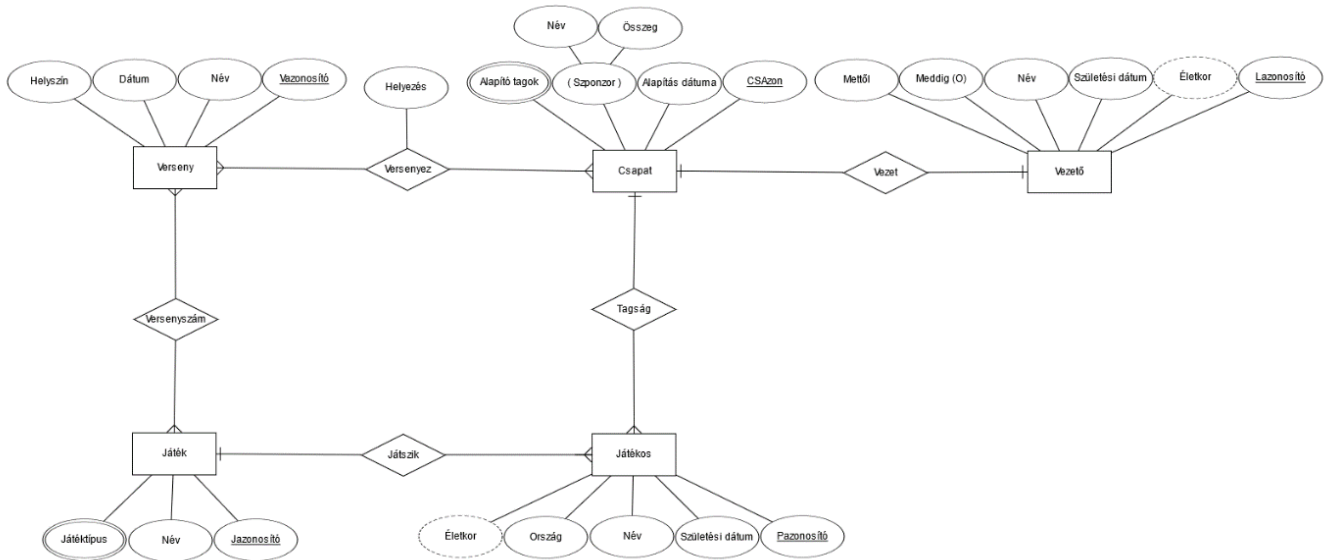 Név
Összeg
Helyszín
Dátum
Név
Vazonosító
Helyezés
Alapító tagok
( Szponzor )
Alapítás dátuma
CSAzon
Mettől
Meddig (O)
Név
Születési dátum
Életkor
Lazonosító
Verseny
Versenyez
Csapat
Vezet
Vezető
Versenyszám
Tagság
Játék
Játszik
Játékos
Játéktípus
Név
Jazonosító
Életkor
Ország
Név
Születési dátum
Pazonosító